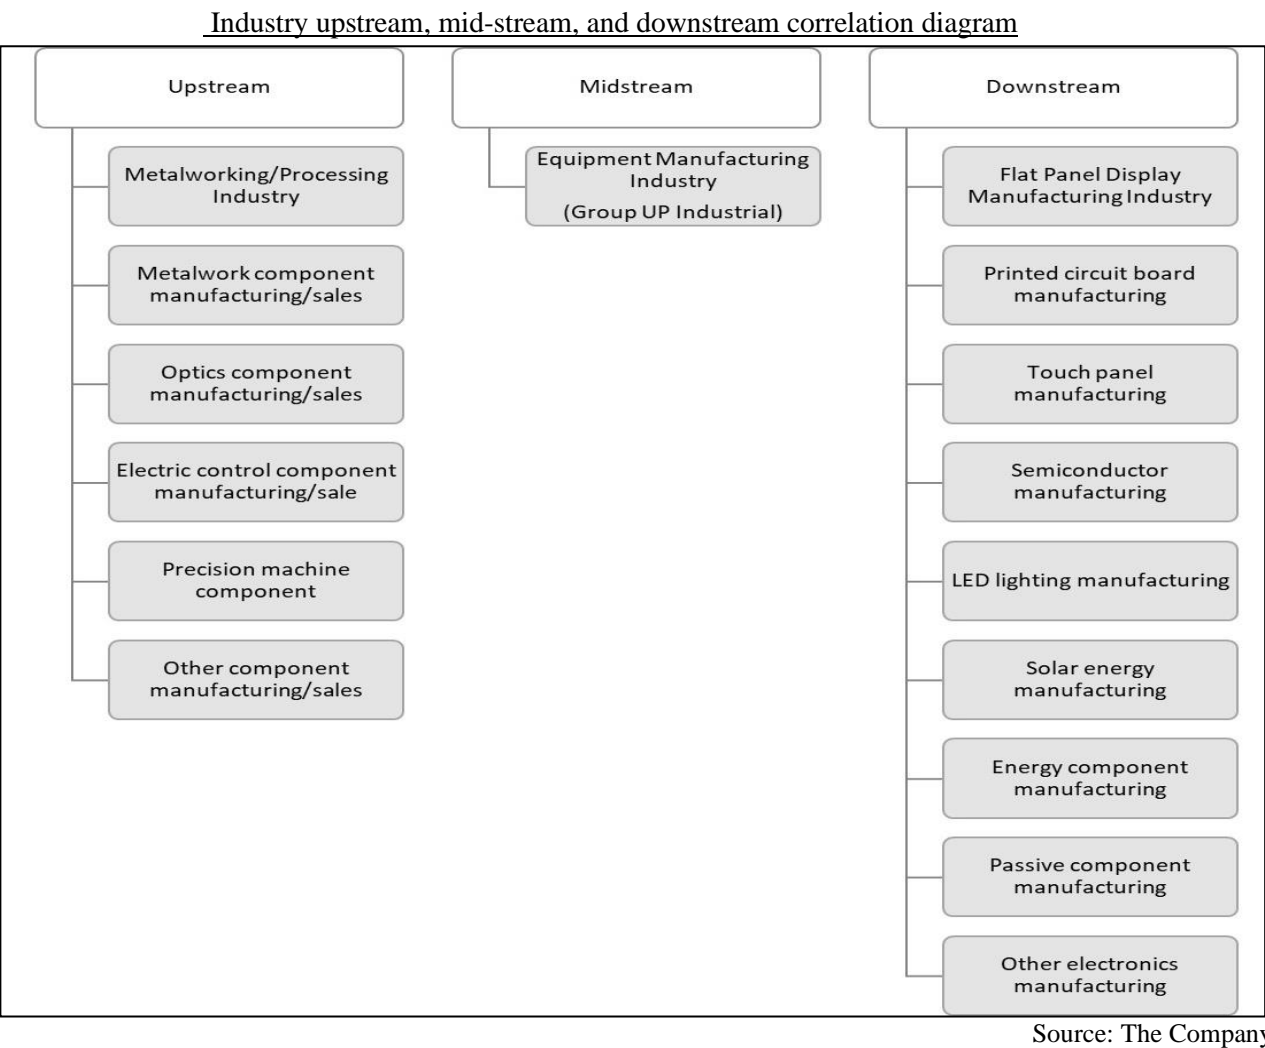 Industry upstream, mid-stream, and downstream correlation diagram
Upstream
Metalworking/Processing
Industry
Metalwork component
manufacturing/sales
Optics component
manufacturing/sales
Electric control component
manufacturing/sale
Precision machine
component
Other component
manufacturing/sales
Midstream
Equipment Manufacturing
Industry
(Group UP Industrial)
Downstream
Flat Panel Display
Manufacturing Industry
Printed circuit board
manufacturing
Touch panel
manufacturing
Semiconductor
manufacturing
LED lighting manufacturing
Solar energy
manufacturing
Energy component
manufacturing
Passive component
manufacturing
Other electronics
manufacturing
Source: The Company